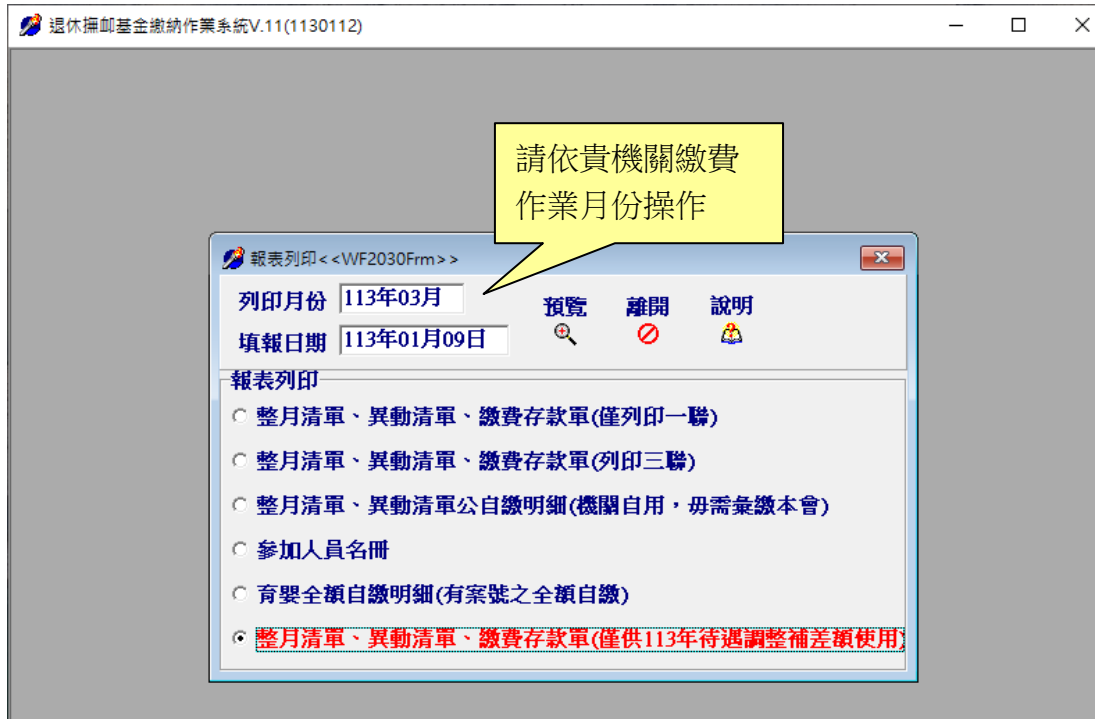 退休撫卹基金繳納作業系統V.11(1130112)
請依貴機關繳費
作業月份操作
報表列印<<WF2030Frm>>
列印月份 113年03月 預覽 離開 說明
填報日期 113年01月09日
報表列印
整月清單、異動清單、繳費存款單(僅列印一聯)
整月清單、異動清單、繳費存款單(列印三聯)
整月清單、異動清單公自繳明細(機關自用，毋需彙繳本會)
參加人員名冊
育嬰全額自繳明細(有案號之全額自繳)
整月清單、異動清單、繳費存款單(僅供113年待遇調整補差額使用)